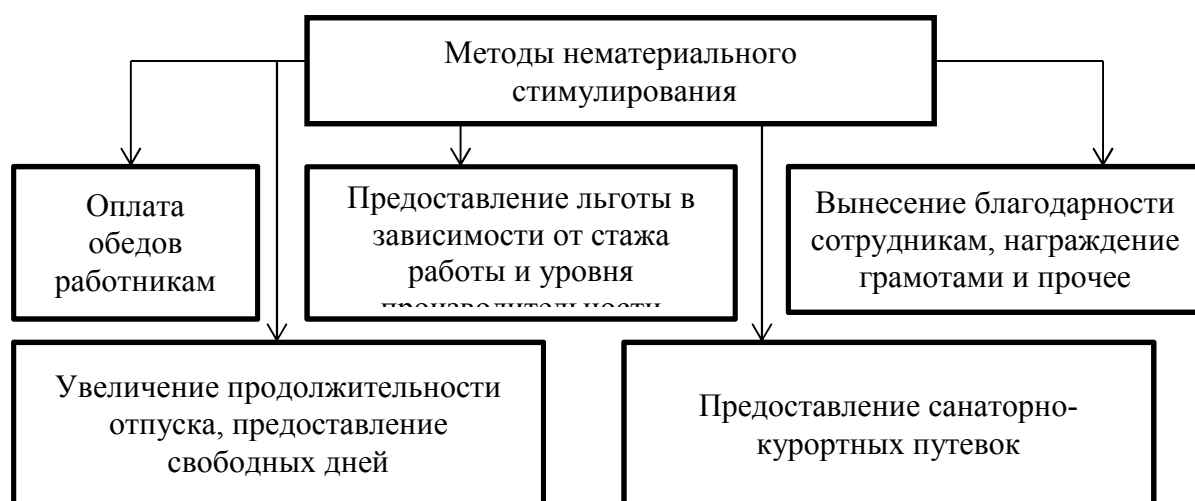 Методы нематериального
стимулирования
Оплата
обедов
работникам
Предоставление льготы в
зависимости от стажа
работы и уровня
производительности
Вынесение благодарности
сотрудникам, награждение
грамотами и прочее
Увеличение продолжительности
отпуска, предоставление
свободных дней
Предоставление санаторно-
курортных путевок